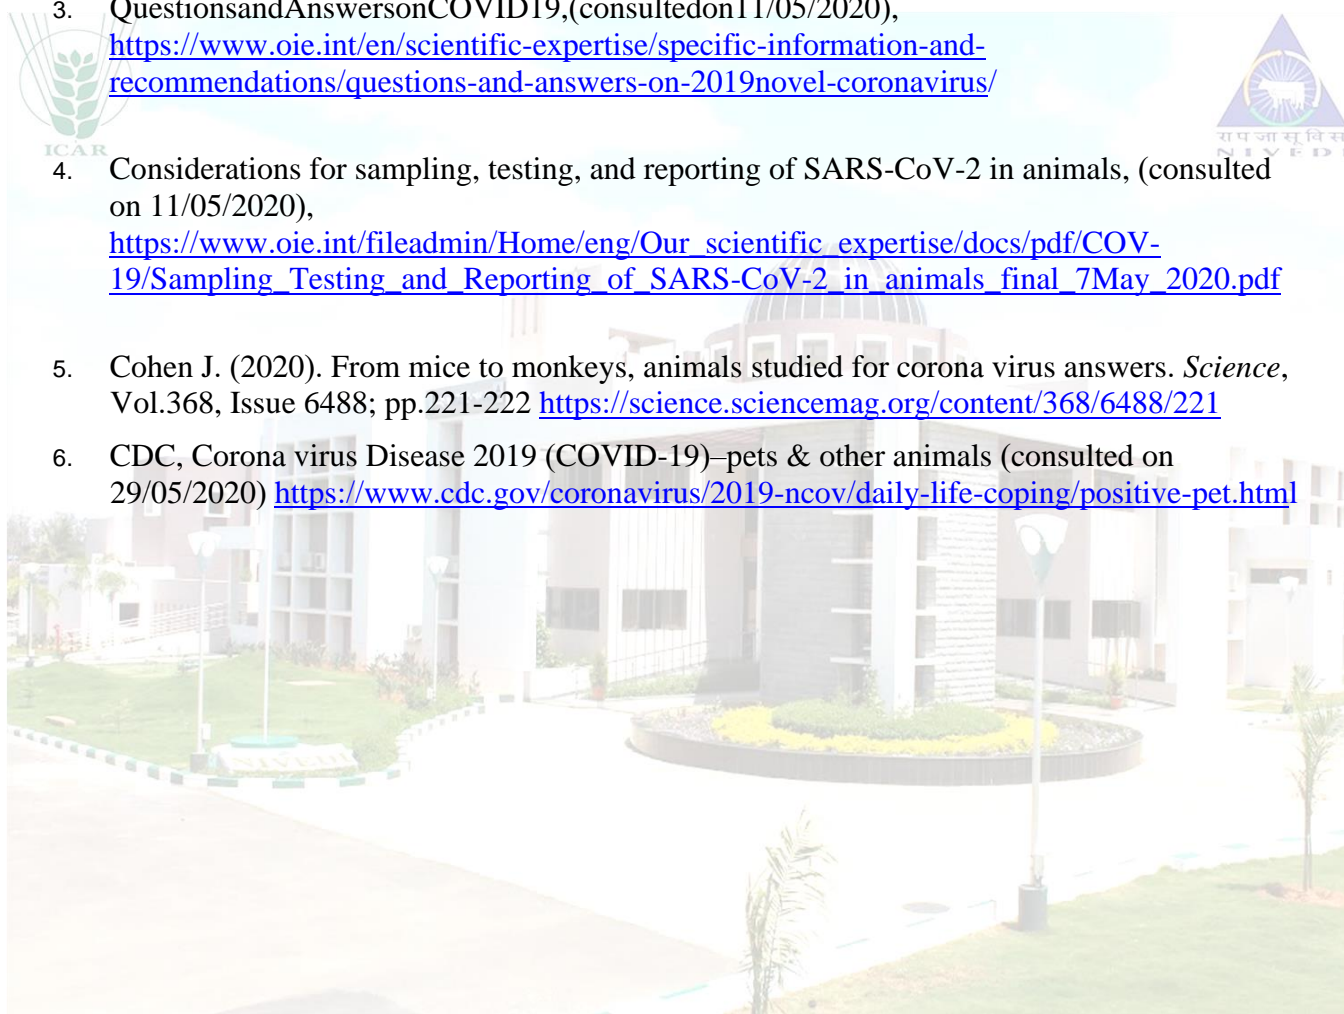 3. QuestionsandAnswersonCOVID19,(consultedon11/05/2020),
https://www.oie.int/en/scientific-expertise/specific-information-and-
recommendations/questions-and-answers-on-2019novel-coronavirus/
ICAR
रा प जा सू वि स
NIVED
4. Considerations for sampling, testing, and reporting of SARS-CoV-2 in animals, (consulted
on 11/05/2020),
https://www.oie.int/fileadmin/Home/eng/Our_scientific_expertise/docs/pdf/COV-
19/Sampling_Testing_and_Reporting_of_SARS-CoV-2_in_animals_final_7May_2020.pdf
5. Cohen J. (2020). From mice to monkeys, animals studied for corona virus answers. Science,
Vol.368, Issue 6488; pp.221-222 https://science.sciencemag.org/content/368/6488/221
6. CDC, Corona virus Disease 2019 (COVID-19)–pets & other animals (consulted on
29/05/2020) https://www.cdc.gov/coronavirus/2019-ncov/daily-life-coping/positive-pet.html
NIVEDI